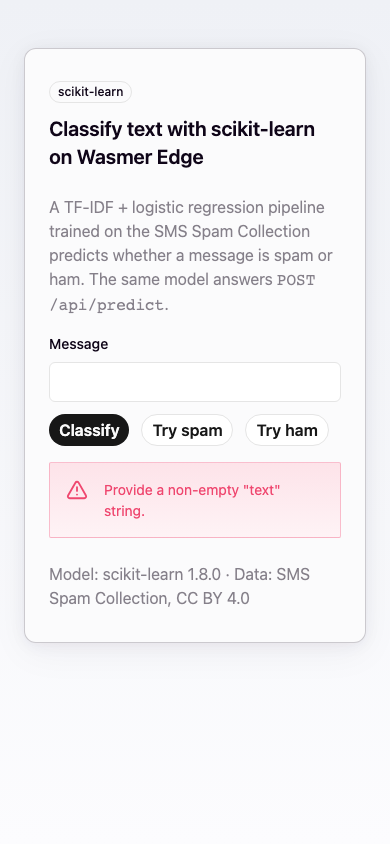 scikit-learn
Classify text with scikit-learn
on Wasmer Edge
A TF-IDF + logistic regression pipeline
trained on the SMS Spam Collection
predicts whether a message is spam or
ham. The same model answers POST
/api/predict.
Message
Classify Try spam Try ham
Provide a non-empty "text"
string.
Model: scikit-learn 1.8.0 · Data: SMS
Spam Collection, CC BY 4.0